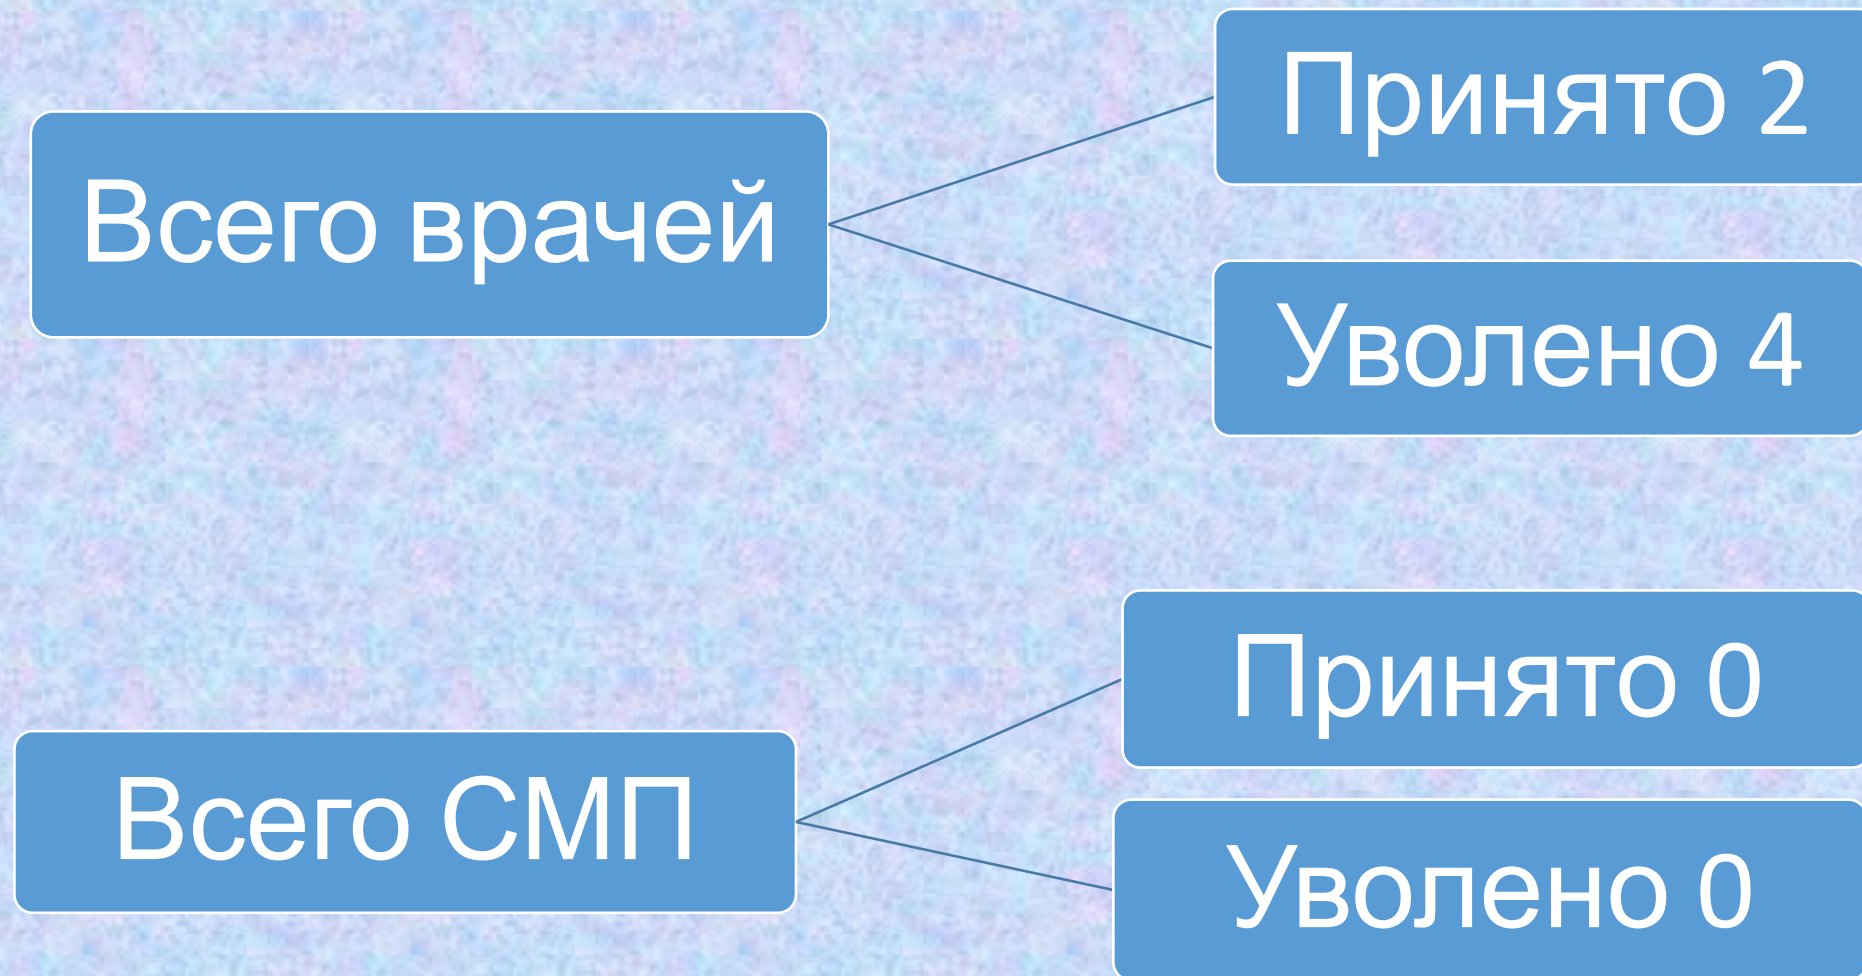 Всего врачей
Принято 2
Уволено 4
Всего СМП
Принято 0
Уволено 0